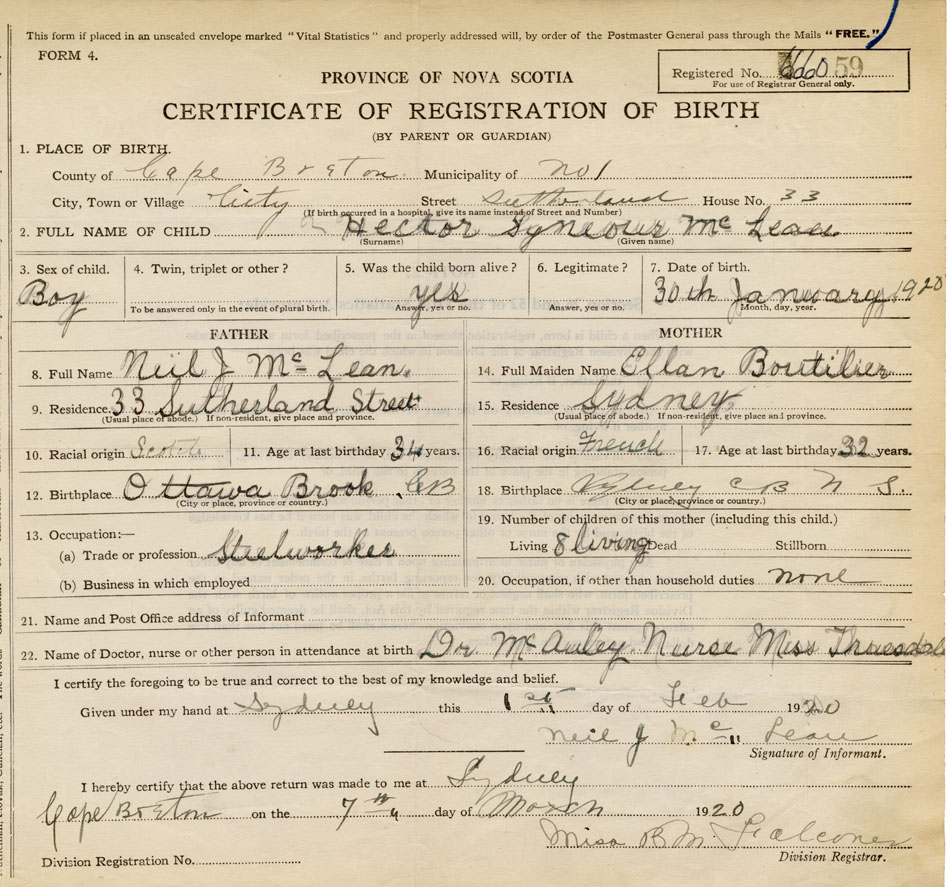 This form if placed in an unsealed envelope marked "Vital Statistics" and properly addressed will, by order of the Postmaster General pass through the Mails "FREE."
FORM 4.
PROVINCE OF NOVA SCOTIA
Registered No. 59
For use of Registrar General only.
CERTIFICATE OF REGISTRATION OF BIRTH
(BY PARENT OR GUARDIAN)
1. PLACE OF BIRTH.
County of Cape Breton Municipality of No 1
City, Town or Village City Street Sutherland House No. 33
(If birth occurred in a hospital, give its name instead of Street and Number)
2. FULL NAME OF CHILD Hector Mc Lean
(Surname) (Given name)
3. Sex of child. 4. Twin, triplet or other? 5. Was the child born alive? 6. Legitimate? 7. Date of birth.
Boy yes 30th January, 1920
To be answered only in the event of plural birth. Answer, yes or no. Answer, yes or no. Month, day, year.
FATHER MOTHER
8. Full Name Neil J McLean. 14. Full Maiden Name Ellan Boutilier
9. Residence. 33 Sutherland Street 15. Residence Sydney
(Usual place of abode.) If non-resident, give place and province. (Usual place of abode.) If non-resident, give place and province.
10. Racial origin Scotch 11. Age at last birthday 34 years. 16. Racial origin French 17. Age at last birthday 32 years.
12. Birthplace Ottawa Brook, CB 18. Birthplace Sydney C B N S.
(City or place, province or country.) (City or place, province or country.)
13. Occupation:— 19. Number of children of this mother (including this child.)
(a) Trade or profession Steelworker Living 8 living Dead Stillborn
(b) Business in which employed 20. Occupation, if other than household duties none
21. Name and Post Office address of Informant
22. Name of Doctor, nurse or other person in attendance at birth Dr. McAuley. Nurse Miss
I certify the foregoing to be true and correct to the best of my knowledge and belief.
Given under my hand at Sydney this 1st day of Feb 1920
Neil J Mc Lean
Signature of Informant.
I hereby certify that the above return was made to me at Sydney
Cape Breton on the 7th day of March 1920
Miss B M. Falconer
Division Registration No. Division Registrar.